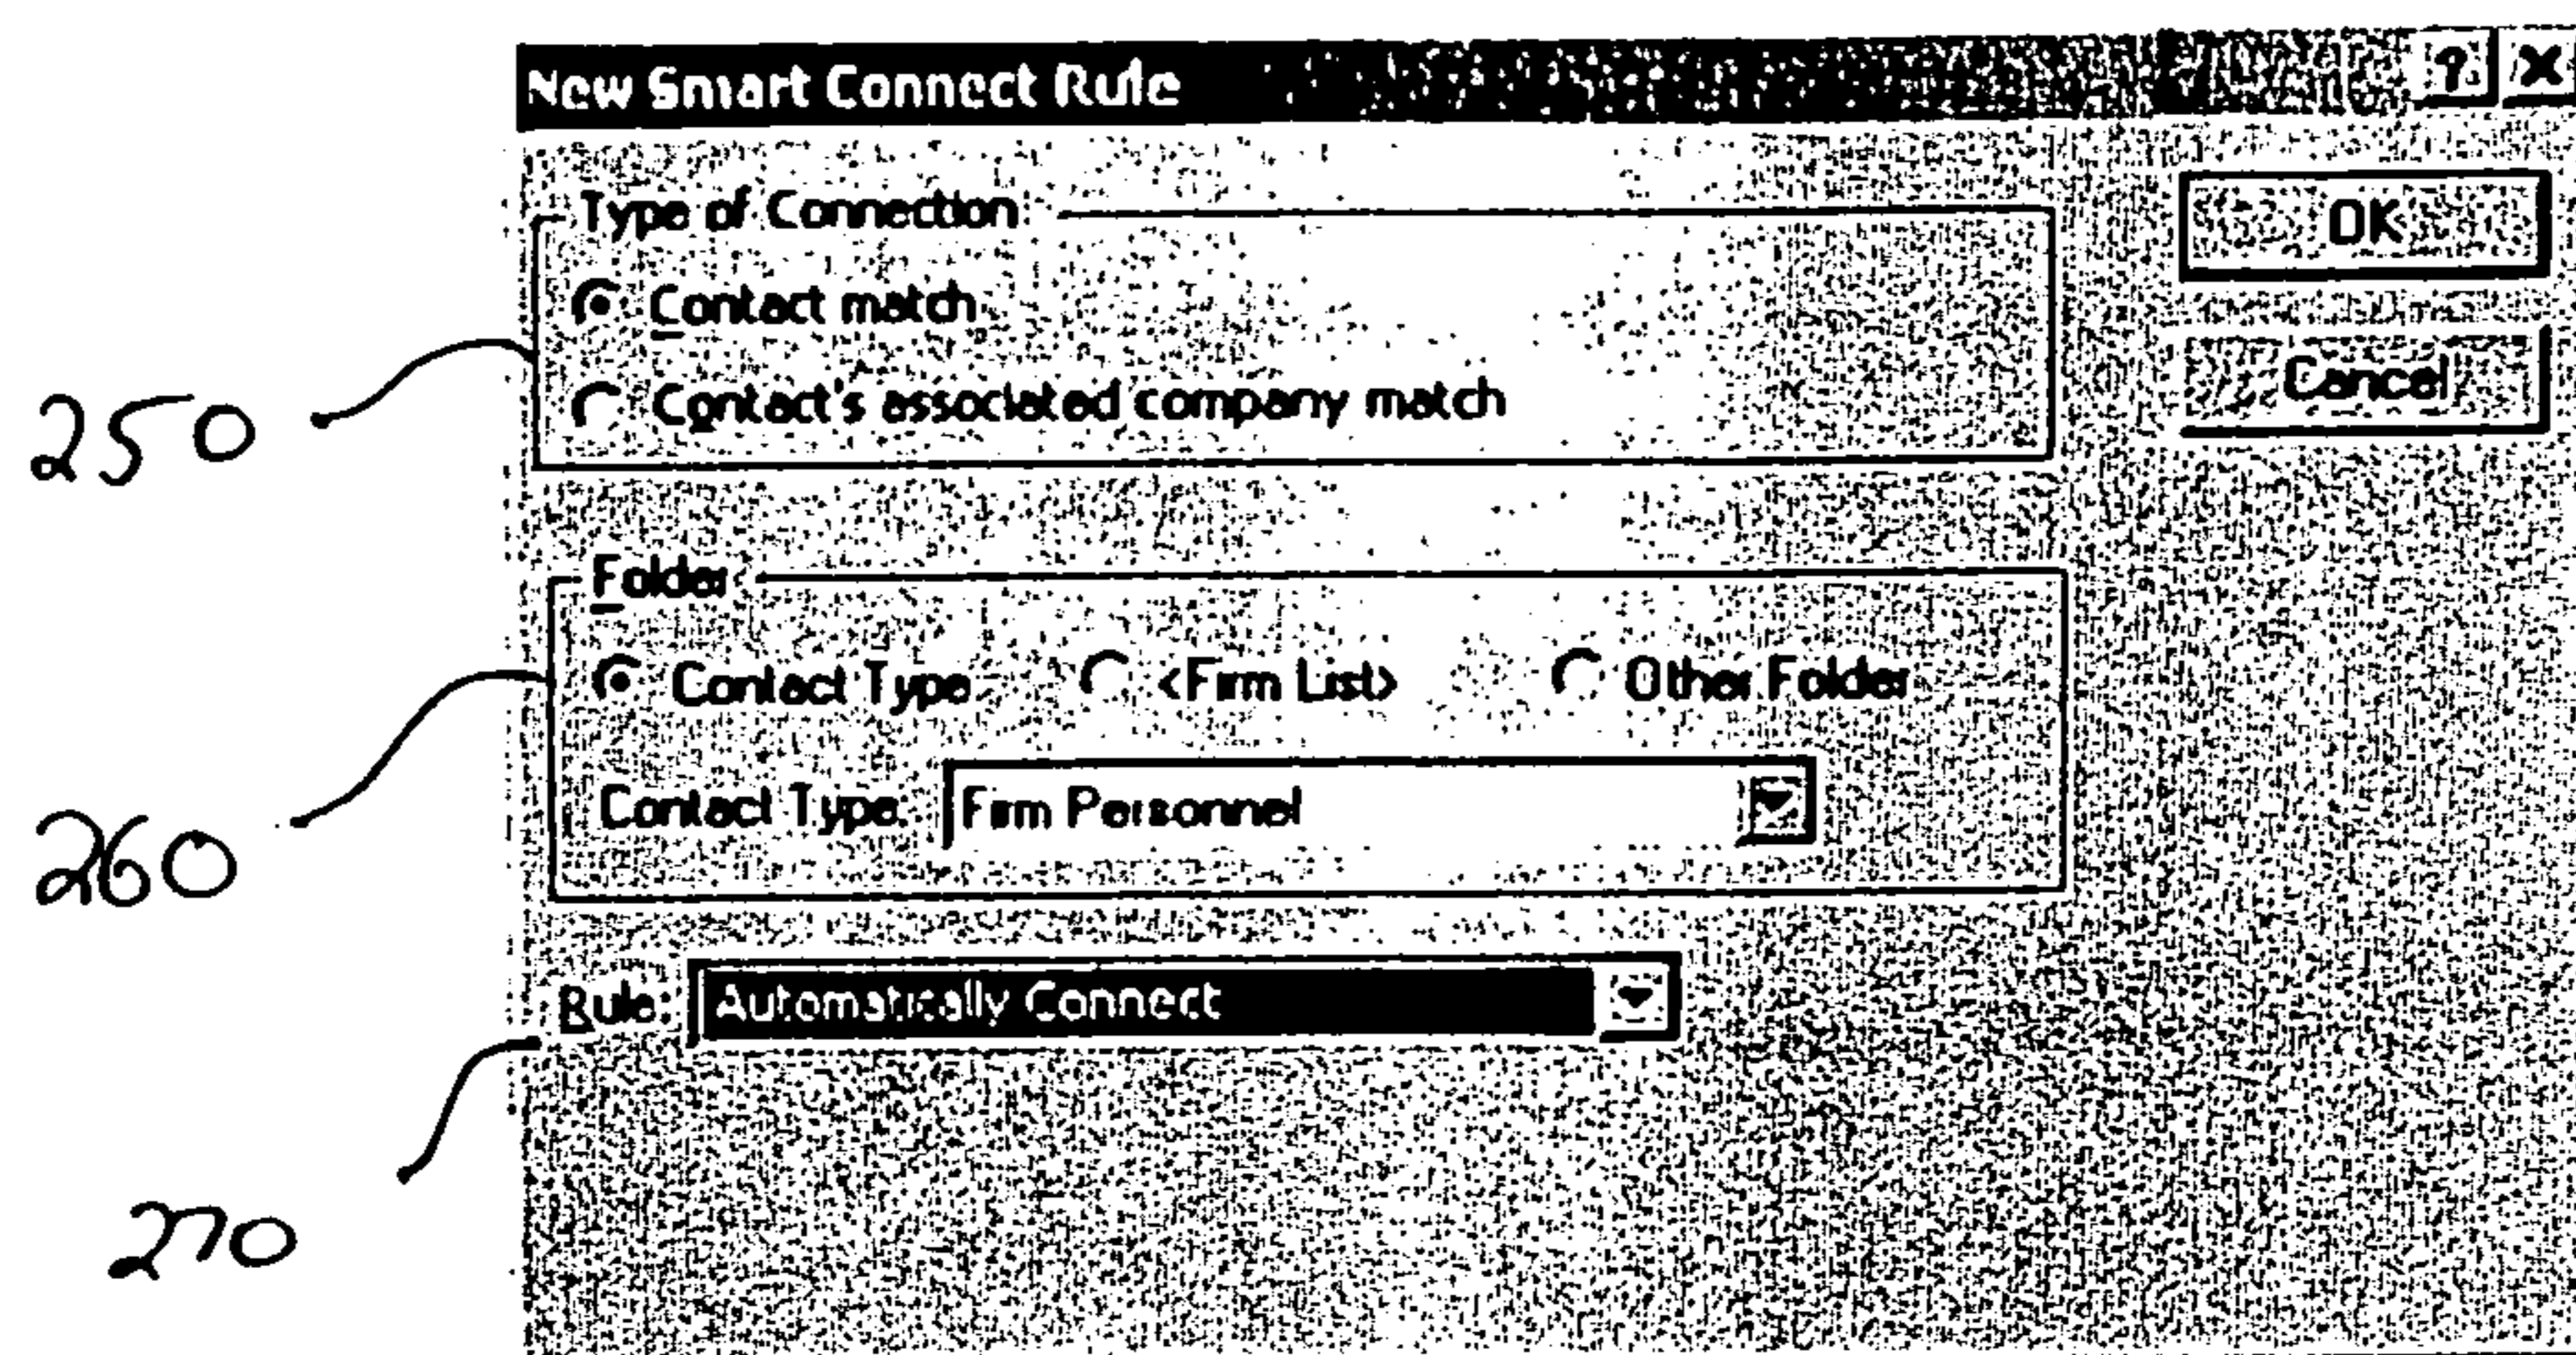 New Smart Connect Rule ? X
Type of Connection
OK
Contact match
Cancel
Contact's associated company match
250
Folder
Contact Type <Firm List> Other Folder
Contact Type: Firm Personnel
260
Rule: Automatically Connect
270